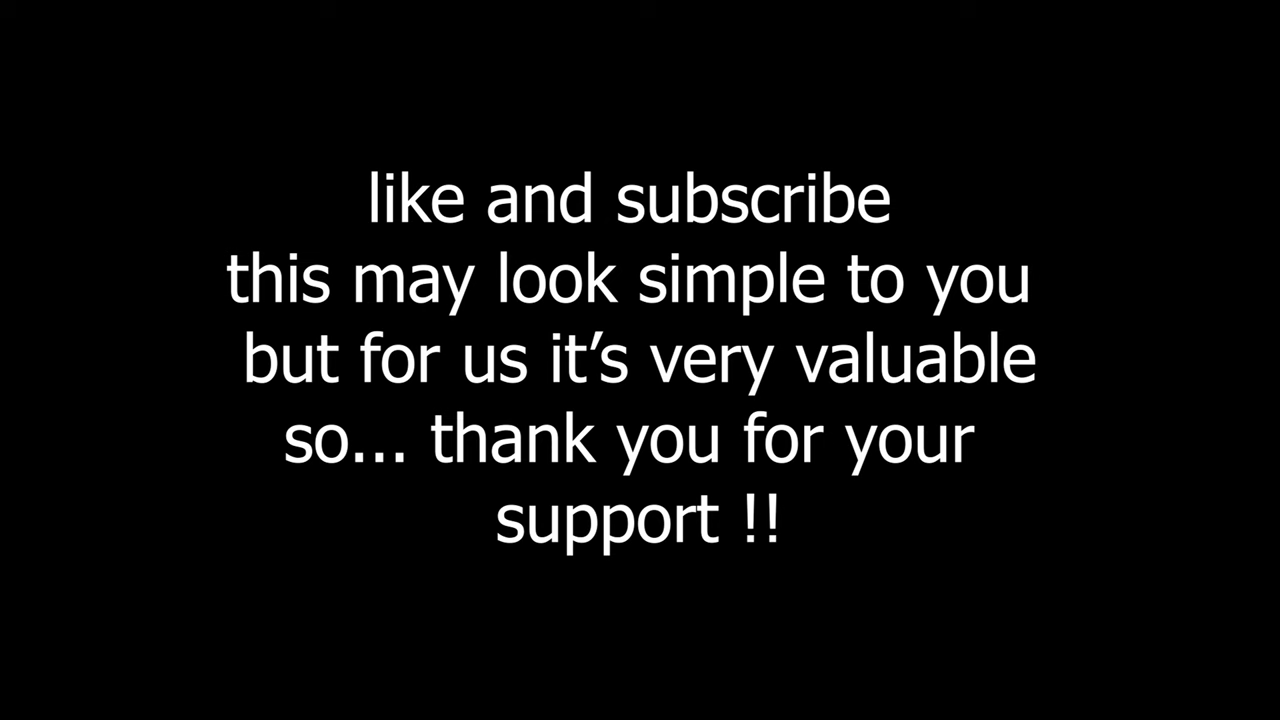 like and subscribe
this may look simple to you
but for us it’s very valuable
so... thank you for your
support !!